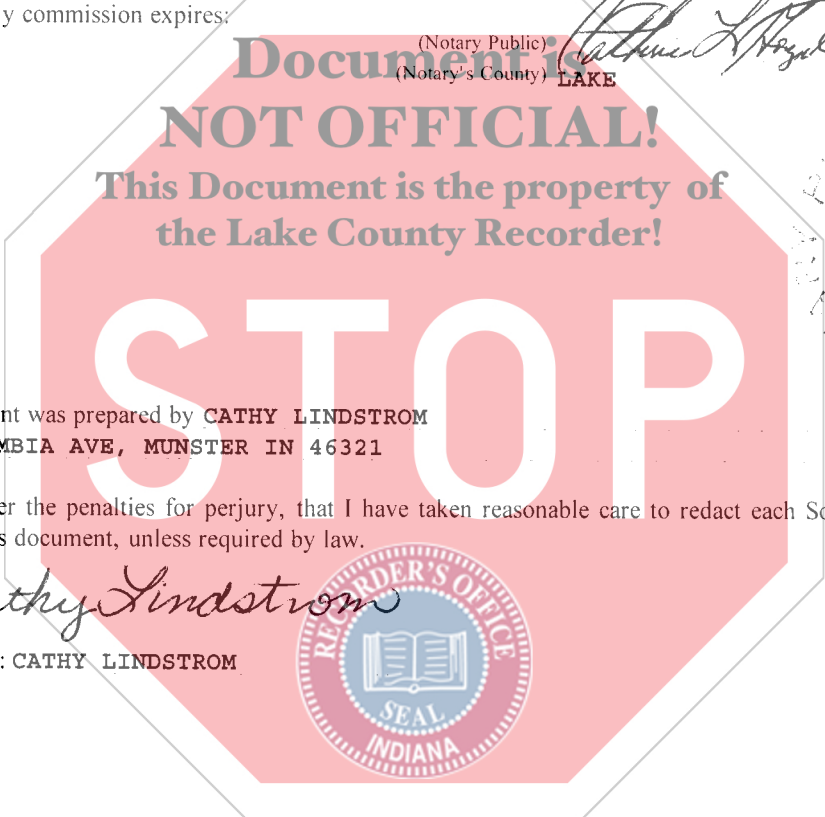 y commission expires:
(Notary Public)
(Notary's County) LAKE
Document is
NOT OFFICIAL!
This Document is the property of
the Lake County Recorder!
STOP
nt was prepared by CATHY LINDSTROM
MBIA AVE, MUNSTER IN 46321
er the penalties for perjury, that I have taken reasonable care to redact each So
s document, unless required by law.
thy Lindstrom
: CATHY LINDSTROM
RECORDER'S OFFICE
SEAL
INDIANA